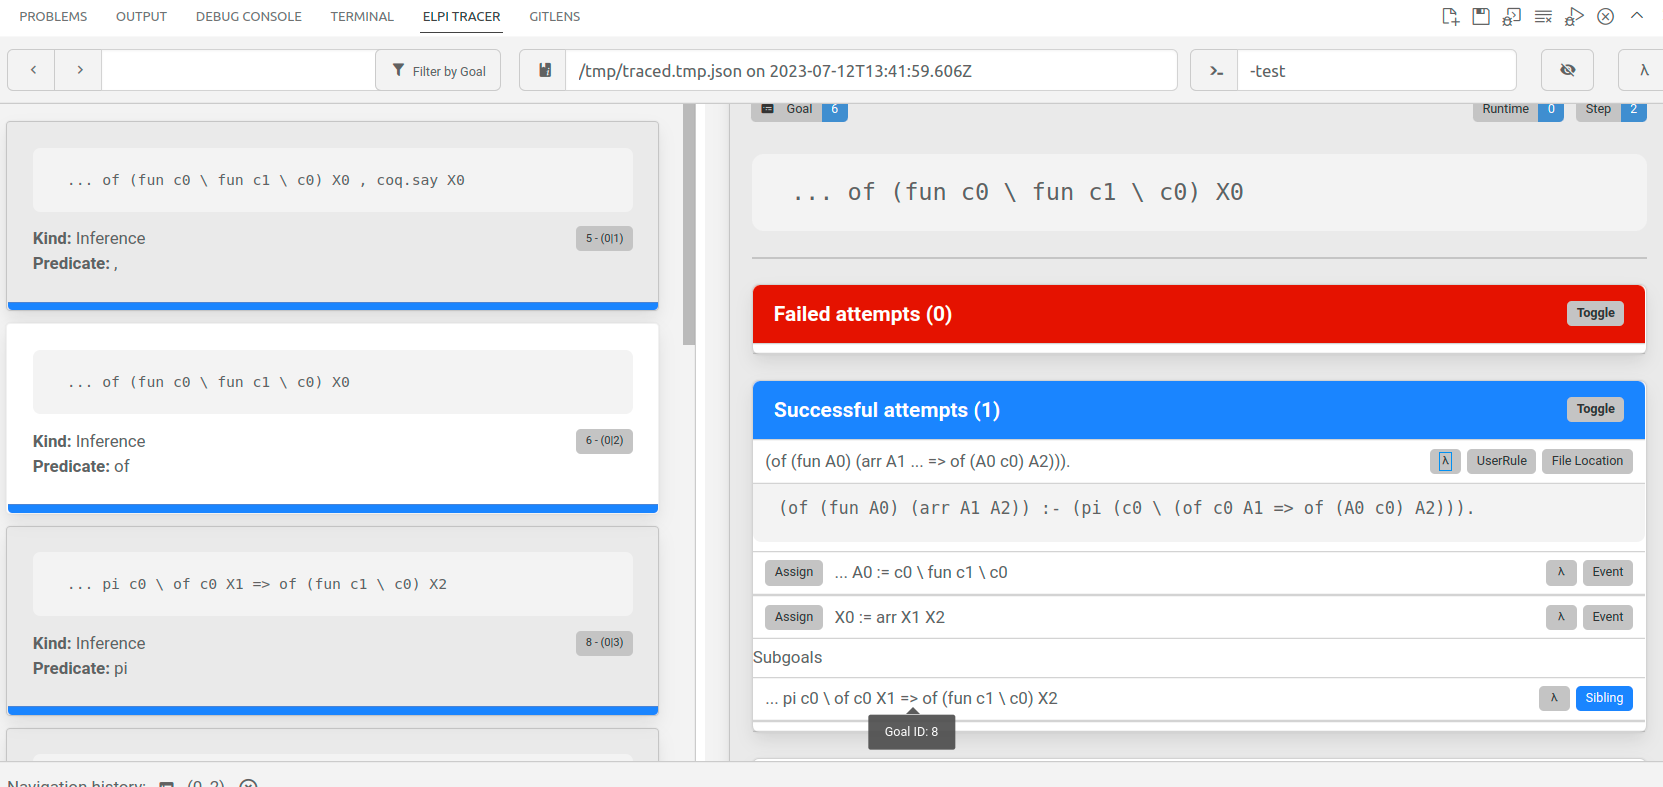 PROBLEMS OUTPUT DEBUG CONSOLE TERMINAL ELPI TRACER GITLENS
Filter by Goal /tmp/traced.tmp.json on 2023-07-12T13:41:59.606Z -test λ
... of (fun c0 \ fun c1 \ c0) X0 , coq.say X0
Kind: Inference 5 - (0|1)
Predicate: ,
... of (fun c0 \ fun c1 \ c0) X0
Kind: Inference 6 - (0|2)
Predicate: of
... pi c0 \ of c0 X1 => of (fun c1 \ c0) X2
Kind: Inference 8 - (0|3)
Predicate: pi
Goal 6 Runtime 0 Step 2
... of (fun c0 \ fun c1 \ c0) X0
Failed attempts (0) Toggle
Successful attempts (1) Toggle
(of (fun A0) (arr A1 ... => of (A0 c0) A2))). λ UserRule File Location
(of (fun A0) (arr A1 A2)) :- (pi (c0 \ (of c0 A1 => of (A0 c0) A2))).
Assign ... A0 := c0 \ fun c1 \ c0 λ Event
Assign X0 := arr X1 X2 λ Event
Subgoals
... pi c0 \ of c0 X1 => of (fun c1 \ c0) X2 λ Sibling
Goal ID: 8
Navigation history: (0, 2)